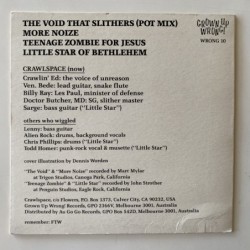 THE VOID THAT SLITHERS (POT MIX)
MORE NOIZE
TEENAGE ZOMBIE FOR JESUS
LITTLE STAR OF BETHLEHEM
GROWN UP
WRONG!
WRONG 10
CRAWLSPACE (now)
Crawlin' Ed: the voice of unreason
Ven. Bede: lead guitar, snake flute
Billy Ray: Les Paul, minister of defense
Doctor Butcher, MD: SG, slither master
Sarge: bass guitar ("Little Star")
others who wiggled
Lenny: bass guitar
Alien Rock: drums, background vocals
Chris Phillips: drums ("Little Star")
Todd Homer: punk-rock vocal & musette ("Little Star")
cover illustration by Dennis Worden
"The Void" & "More Noize" recorded by Matt Mylar
at Trigon Studios, Canoga Park, California
"Teenage Zombie" & "Little Star" recorded by John Strother
at Penguin Studios, Eagle Rock, California
Crawlspace, c/o Flowers, P.O. Box 3373, Culver City, CA 90232, USA
Grown Up Wrong! Records, GPO 2164V, Melbourne 3001, Australia
Distributed by Au Go Go Records, GPO Box 542D, Melbourne 3001, Australia
remember: FTW